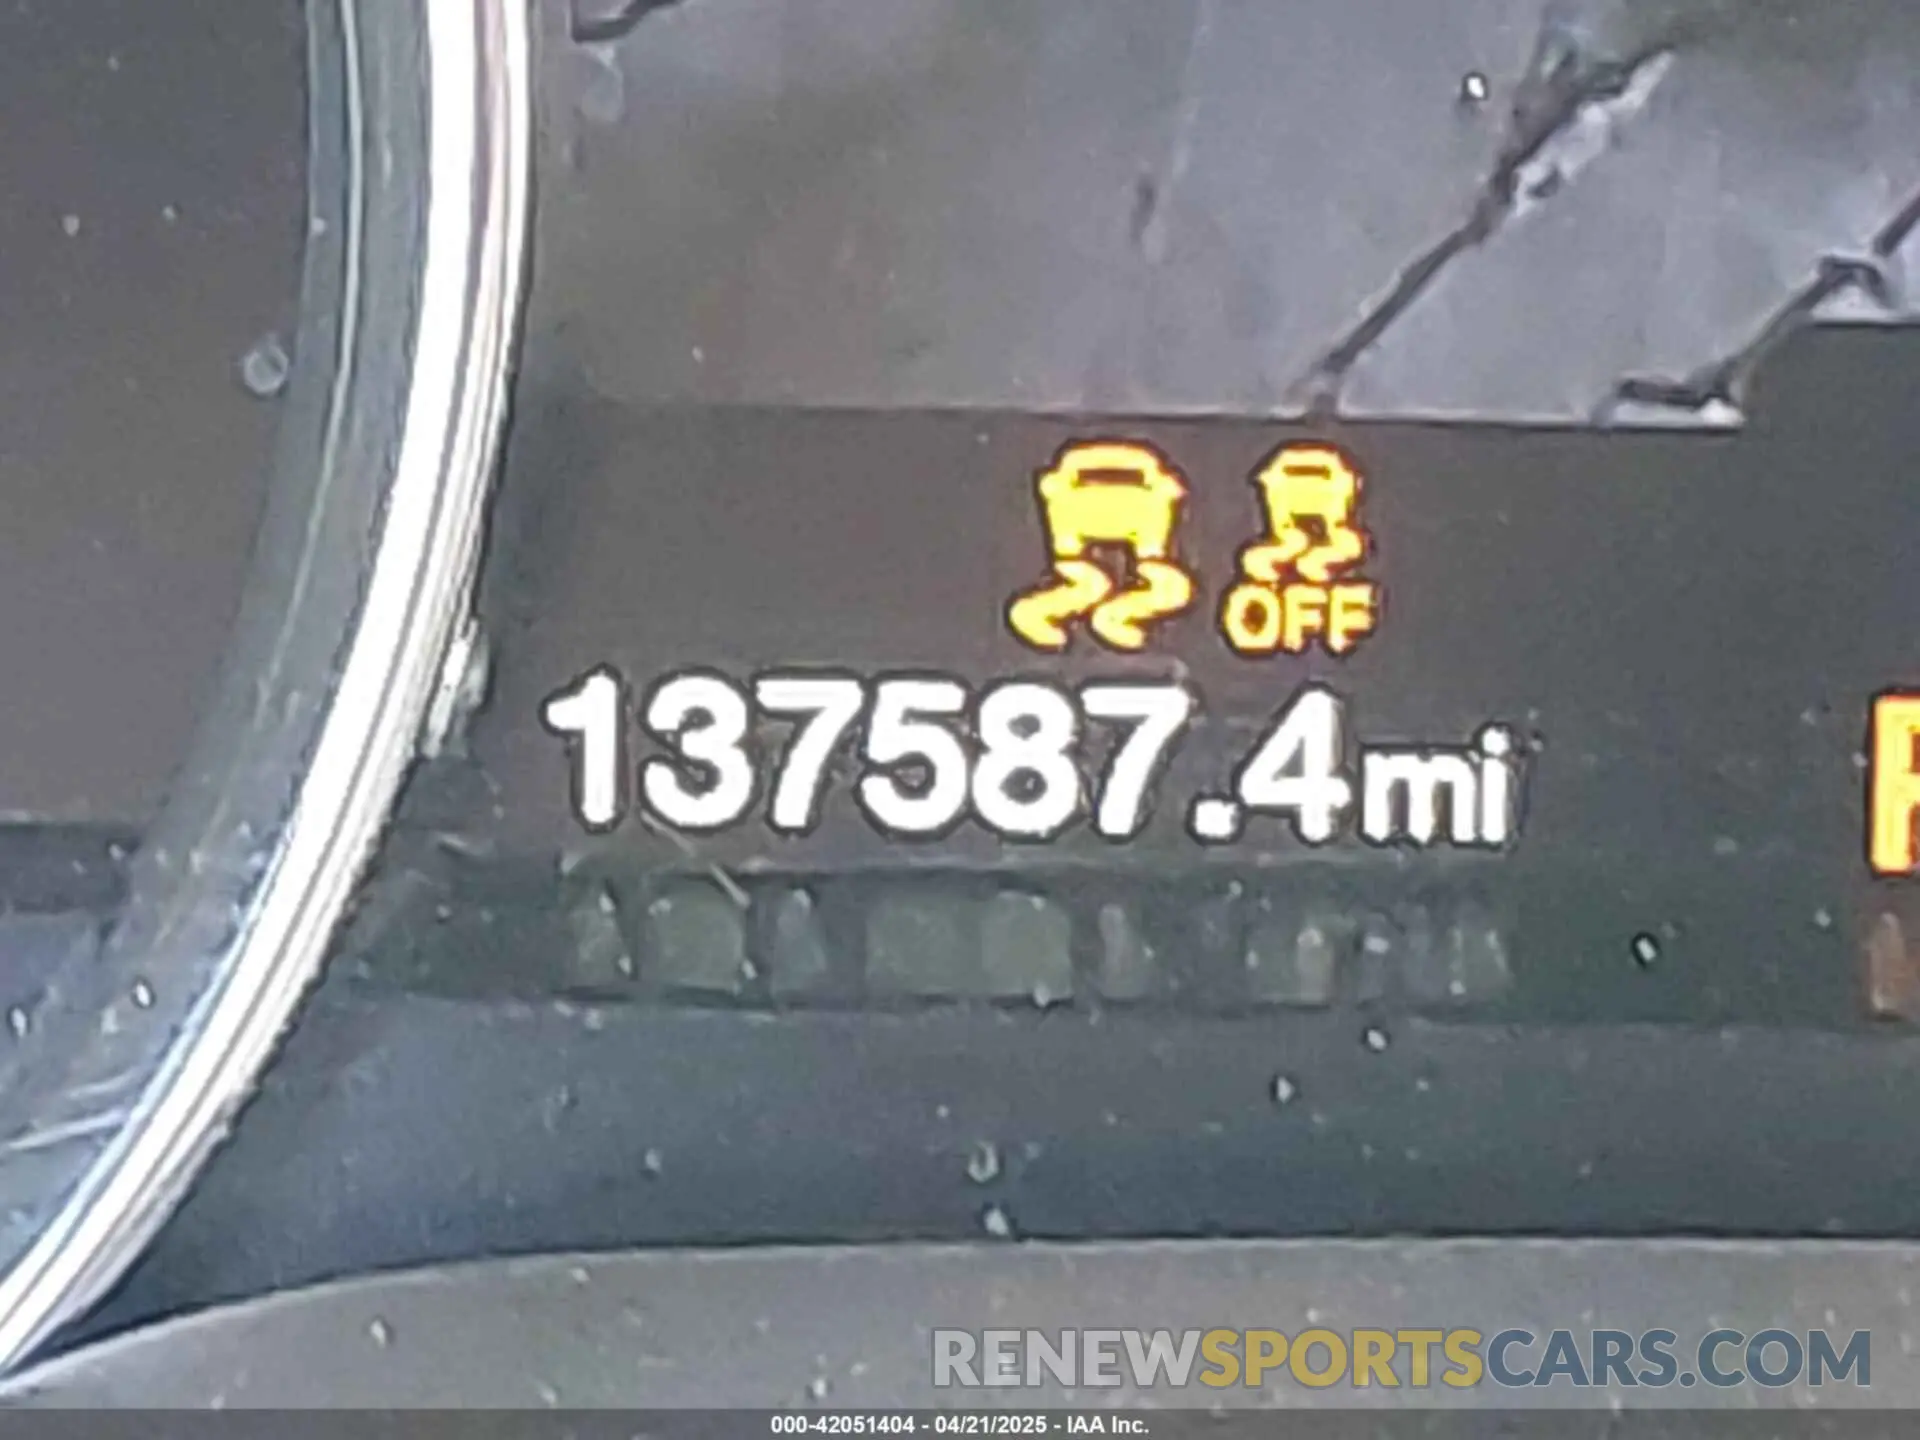 OFF
137587.4mi
RENEWSPORTSCARS.COM
000-42051404 - 04/21/2025 - IAA Inc.